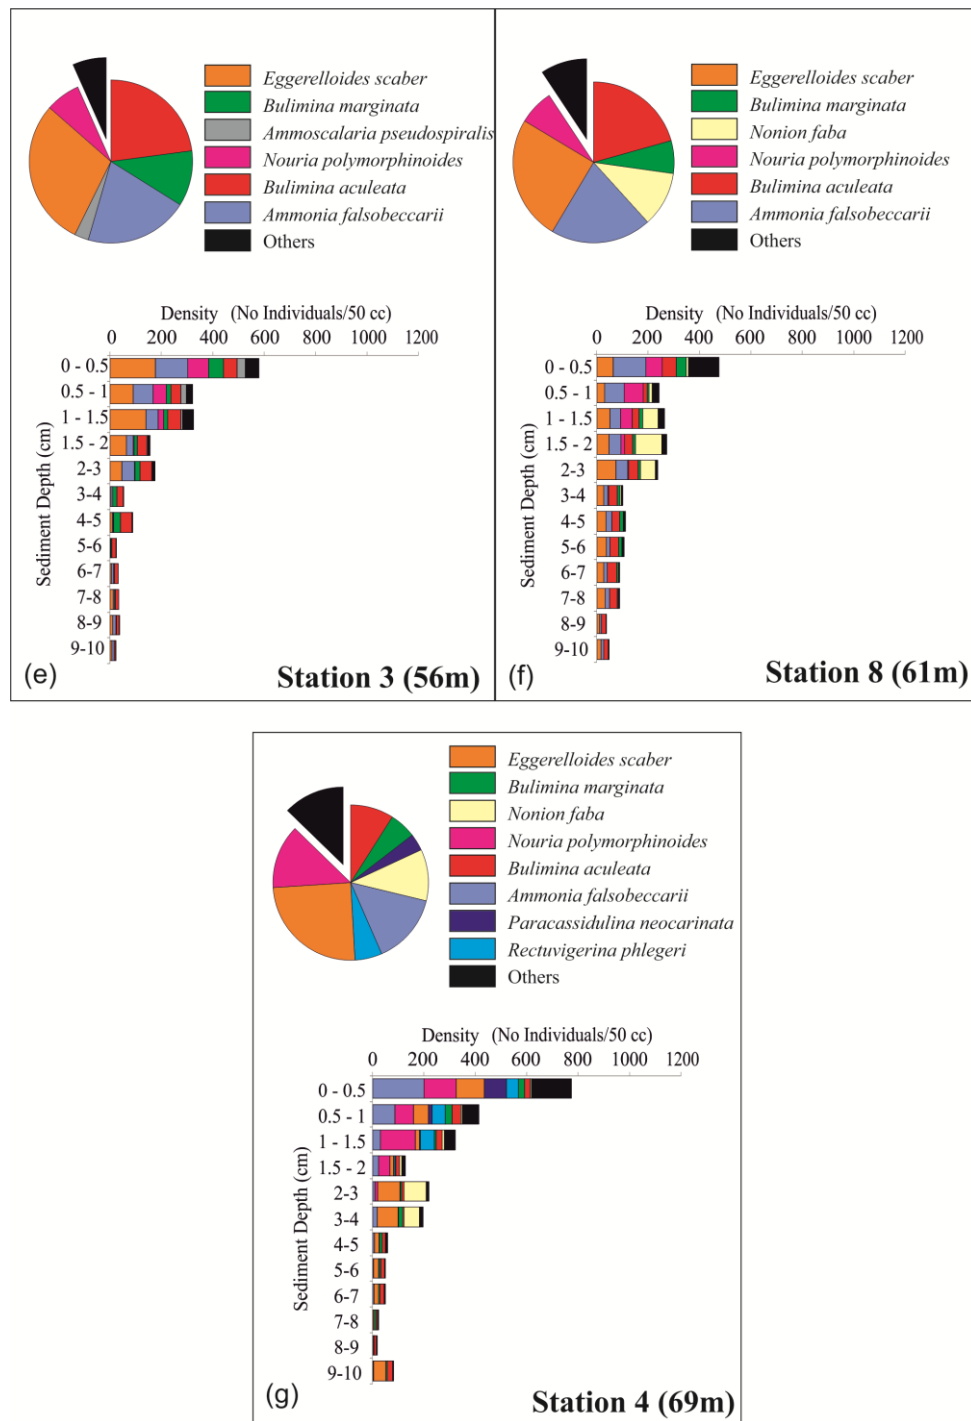 Eggerelloides scaber
Bulimina marginata
Ammoscalaria pseudospiralis
Nouria polymorphinoides
Bulimina aculeata
Ammonia falsobeccarii
Others
Density (No Individuals/50 cc)
0 200 400 600 800 1000 1200
Sediment Depth (cm)
0 - 0.5
0.5 - 1
1 - 1.5
1.5 - 2
2-3
3-4
4-5
5-6
6-7
7-8
8-9
9-10
(e)
Station 3 (56m)
Eggerelloides scaber
Bulimina marginata
Nonion faba
Nouria polymorphinoides
Bulimina aculeata
Ammonia falsobeccarii
Others
Density (No Individuals/50 cc)
0 200 400 600 800 1000 1200
Sediment Depth (cm)
0 - 0.5
0.5 - 1
1 - 1.5
1.5 - 2
2-3
3-4
4-5
5-6
6-7
7-8
8-9
9-10
(f)
Station 8 (61m)
Eggerelloides scaber
Bulimina marginata
Nonion faba
Nouria polymorphinoides
Bulimina aculeata
Ammonia falsobeccarii
Paracassidulina neocarinata
Rectuvigerina phlegeri
Others
Density (No Individuals/50 cc)
0 200 400 600 800 1000 1200
Sediment Depth (cm)
0 - 0.5
0.5 - 1
1 - 1.5
1.5 - 2
2-3
3-4
4-5
5-6
6-7
7-8
8-9
9-10
(g)
Station 4 (69m)